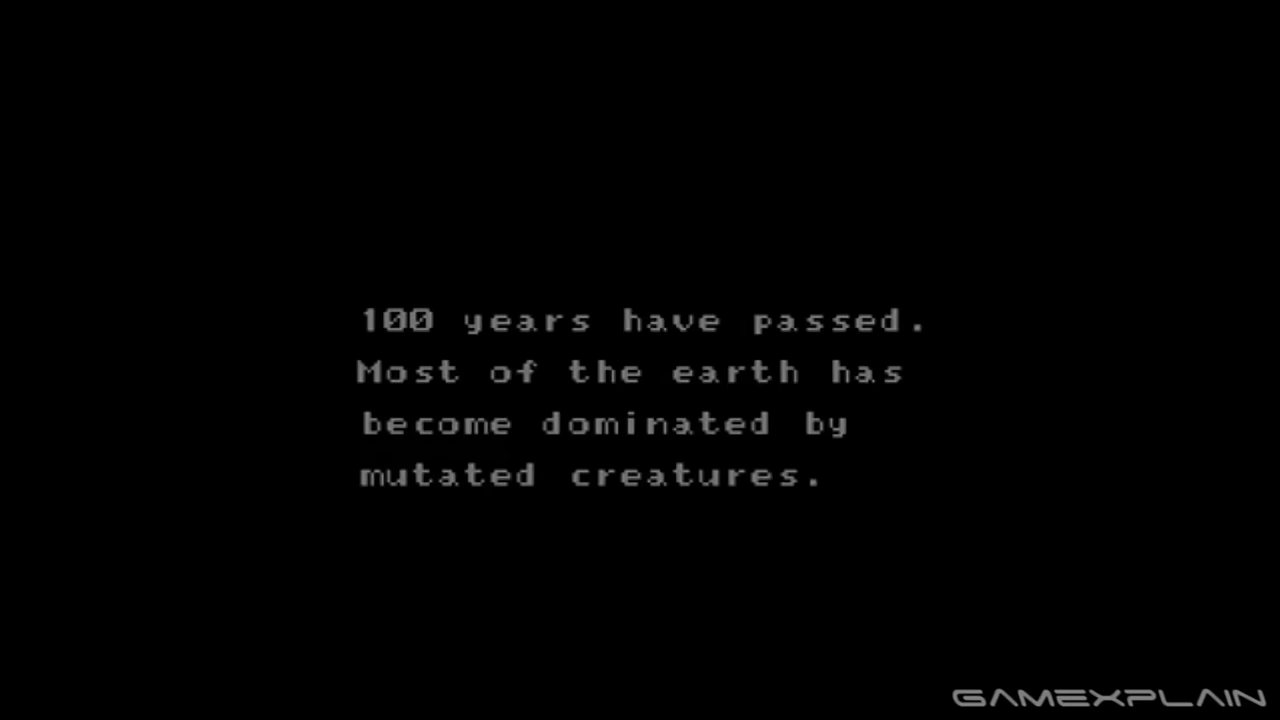 100 years have passed.
Most of the earth has
become dominated by
mutated creatures.
GAMEXPLAIN